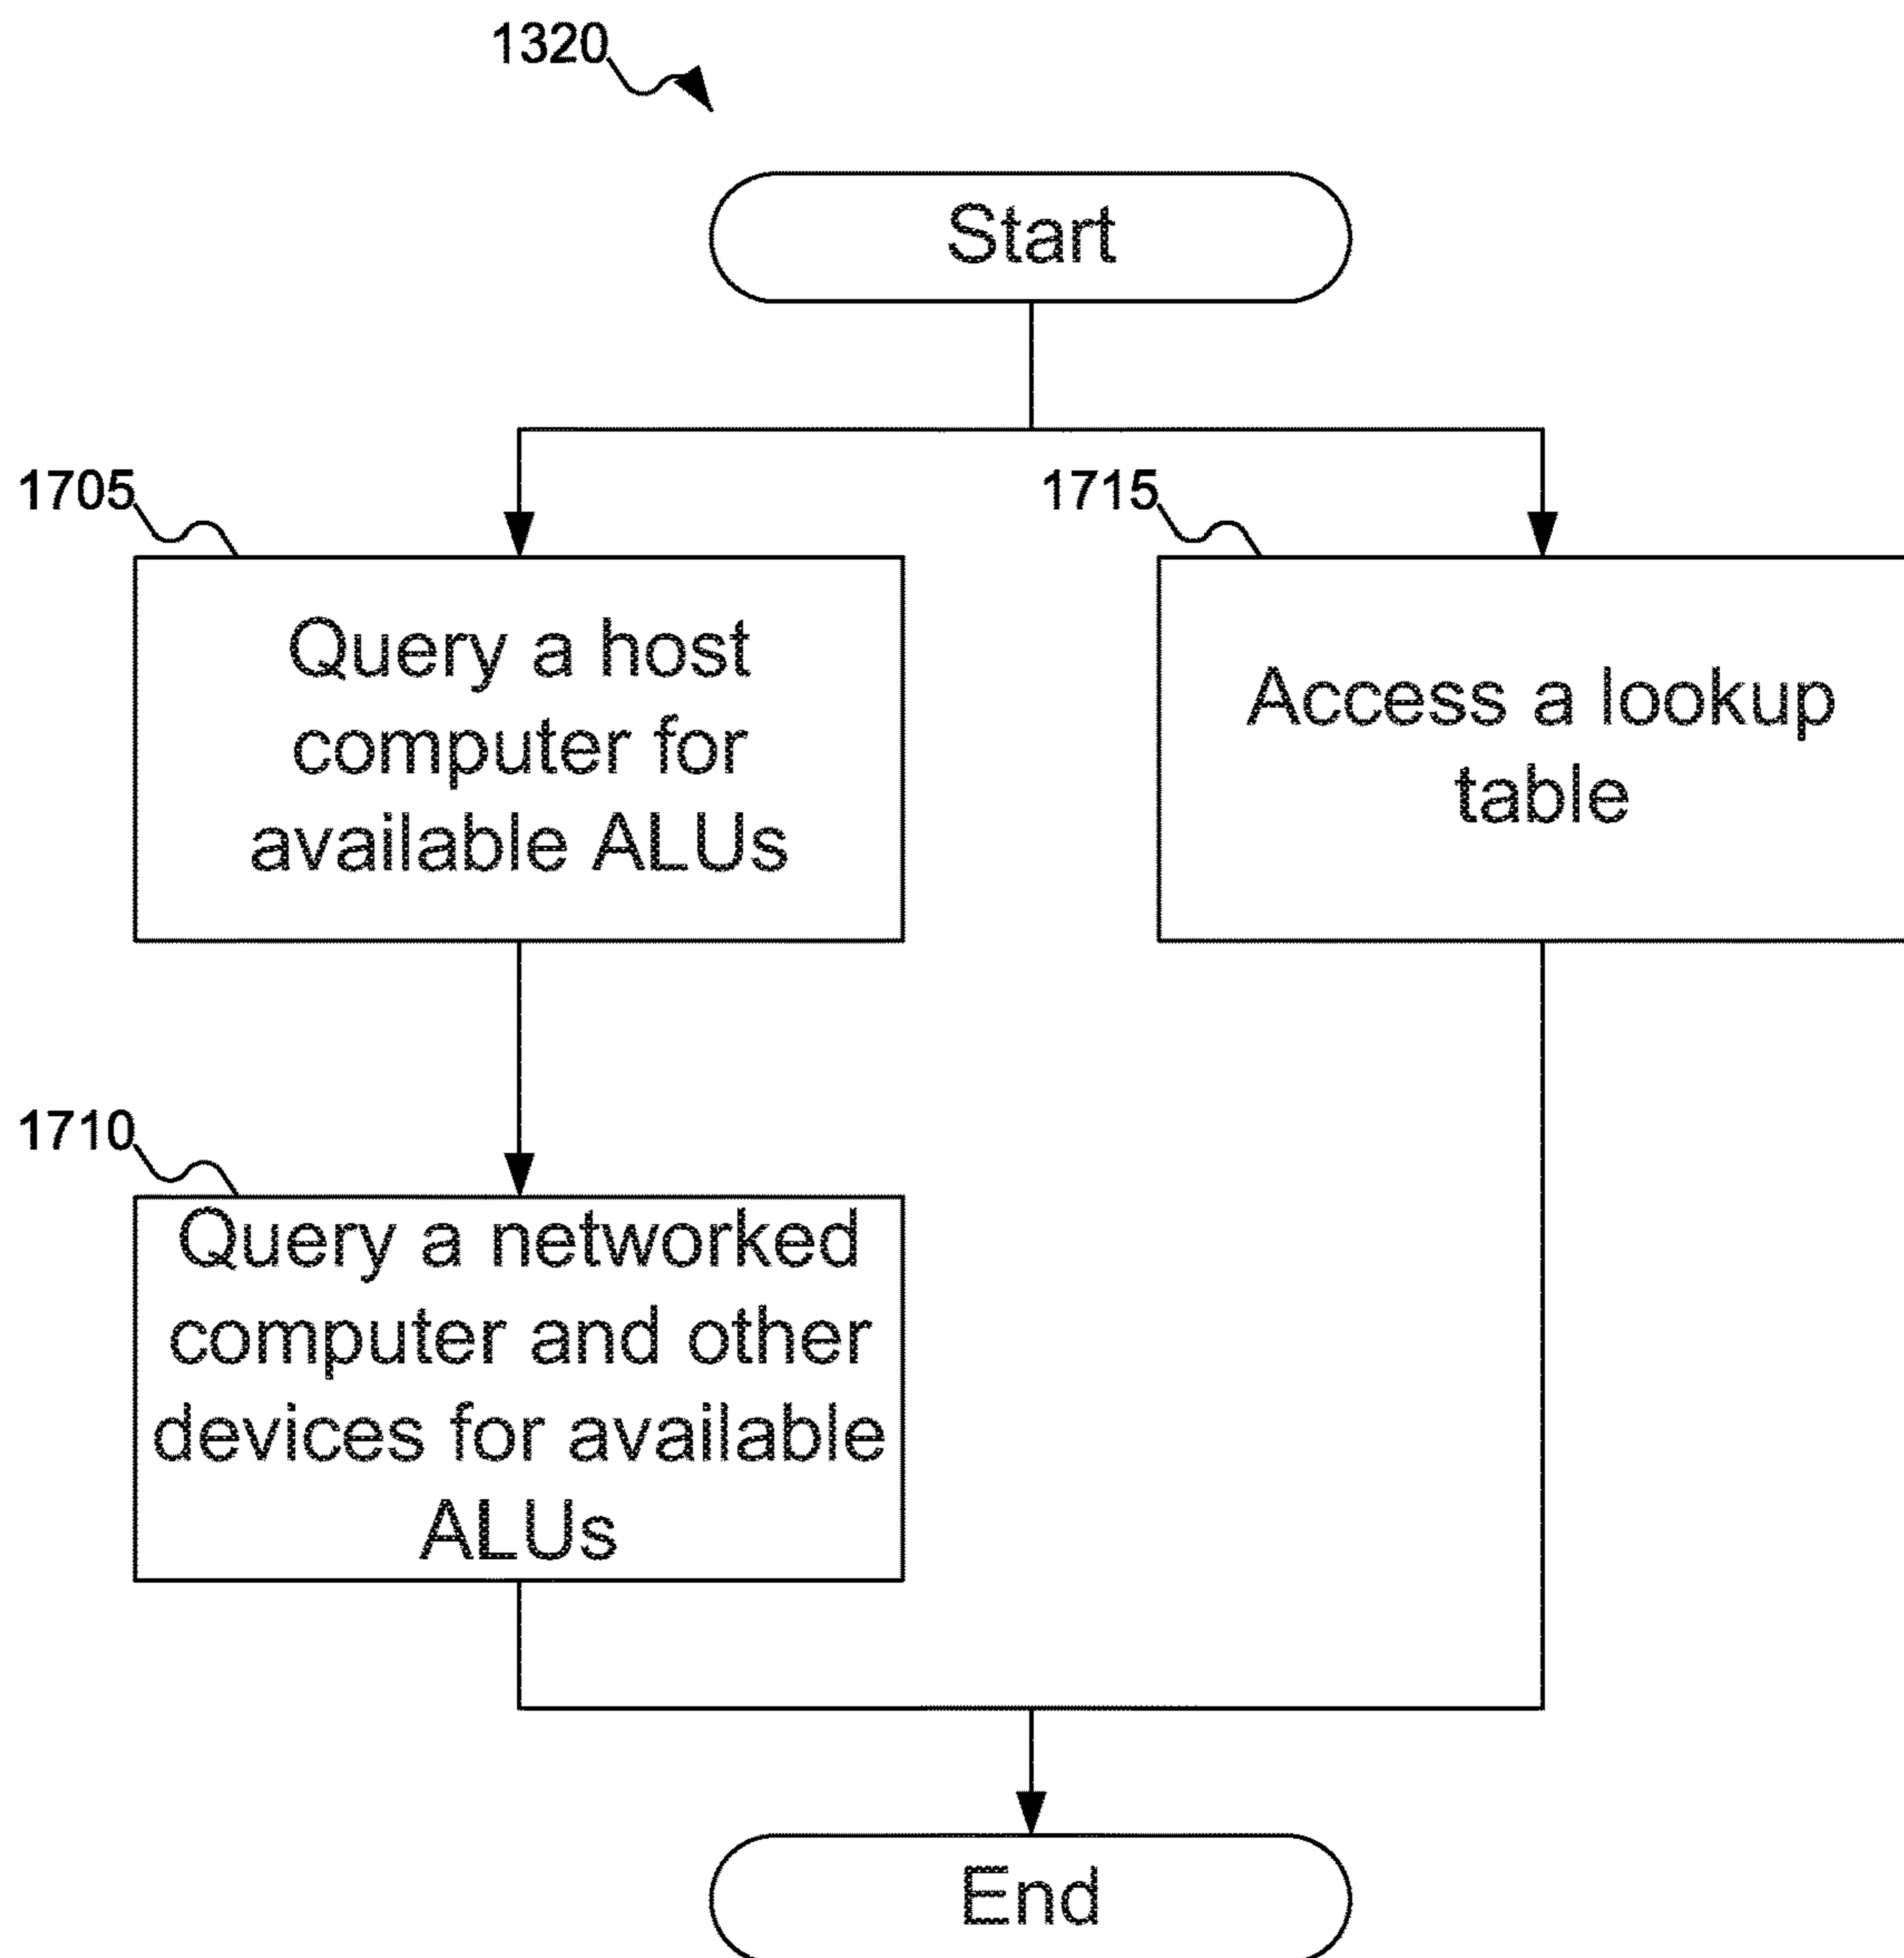 1320
Start
1705
1715
Query a host
computer for
available ALUs
Access a lookup
table
1710
Query a networked
computer and other
devices for available
ALUs
End